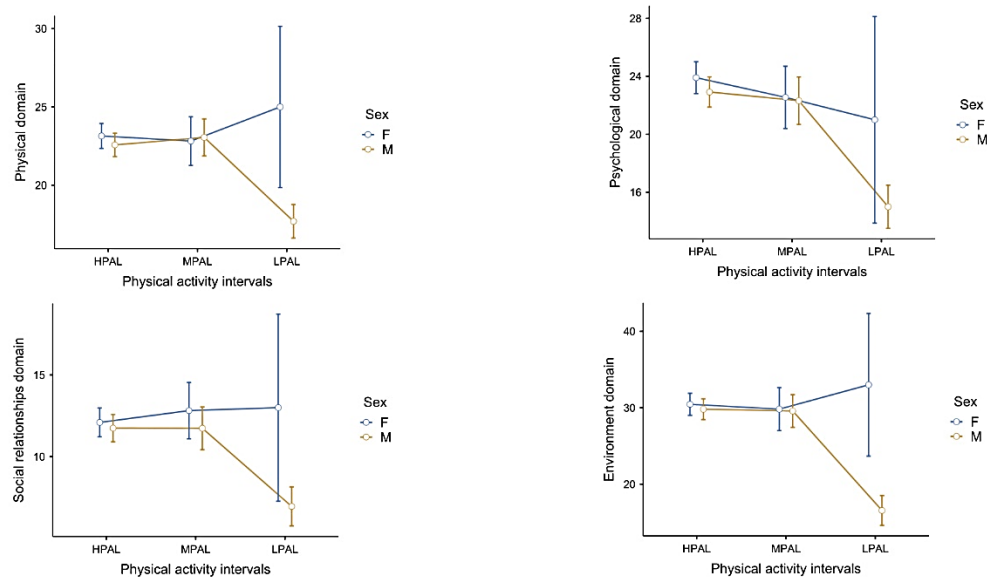 30
25
20
Physical domain
HPAL MPAL LPAL
Physical activity intervals
Sex
F
M
28
24
20
16
Psychological domain
HPAL MPAL LPAL
Physical activity intervals
Sex
F
M
15
10
Social relationships domain
HPAL MPAL LPAL
Physical activity intervals
Sex
F
M
40
30
20
Environment domain
HPAL MPAL LPAL
Physical activity intervals
Sex
F
M